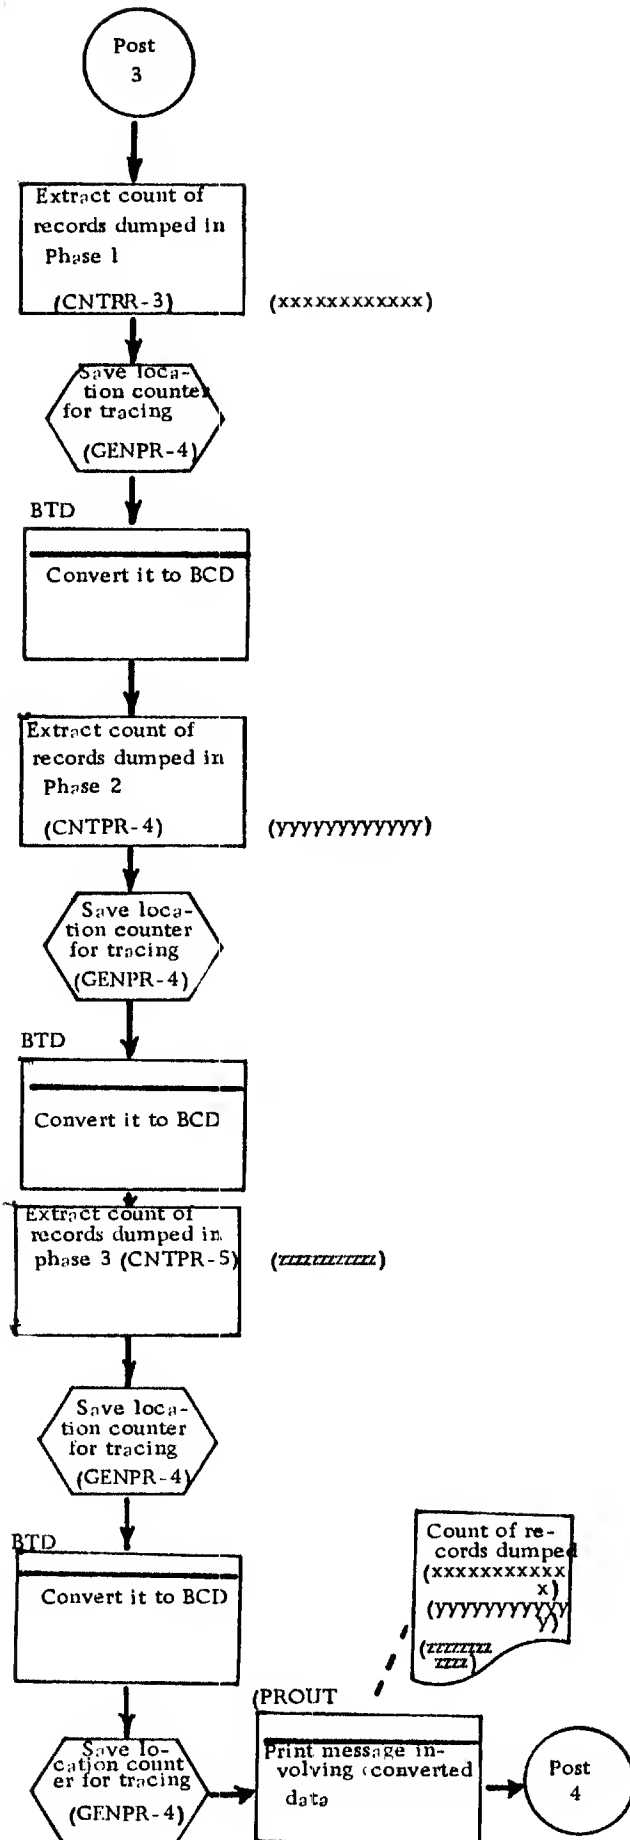 Post
3
Extract count of
records dumped in
Phase 1
(CNTRR-3)
(xxxxxxxxxxxx)
Save loca-
tion counter
for tracing
(GENPR-4)
BTD
Convert it to BCD
Extract count of
records dumped in
Phase 2
(CNTPR-4)
(yyyyyyyyyyyy)
Save loca-
tion counter
for tracing
(GENPR-4)
BTD
Convert it to BCD
Extract count of
records dumped in
phase 3 (CNTPR-5)
(zzzzzzzzzzzz)
Save loca-
tion counter
for tracing
(GENPR-4)
BTD
Convert it to BCD
Count of re-
cords dumped
(xxxxxxxxxxx
x)
(yyyyyyyyyyy
y)
(zzzzzzzz
zzzz)
(PROUT
Save lo-
cation count
er for tracing
(GENPR-4)
Print message in-
volving (converted
data
Post
4